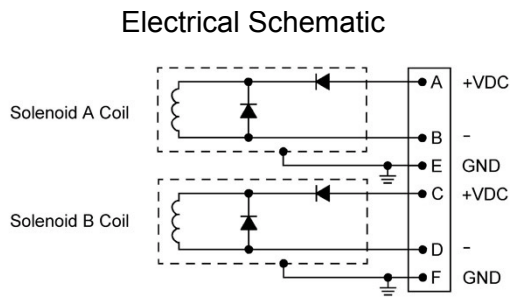 Electrical Schematic
A +VDC
Solenoid A Coil
B -
E GND
C +VDC
Solenoid B Coil
D -
F GND